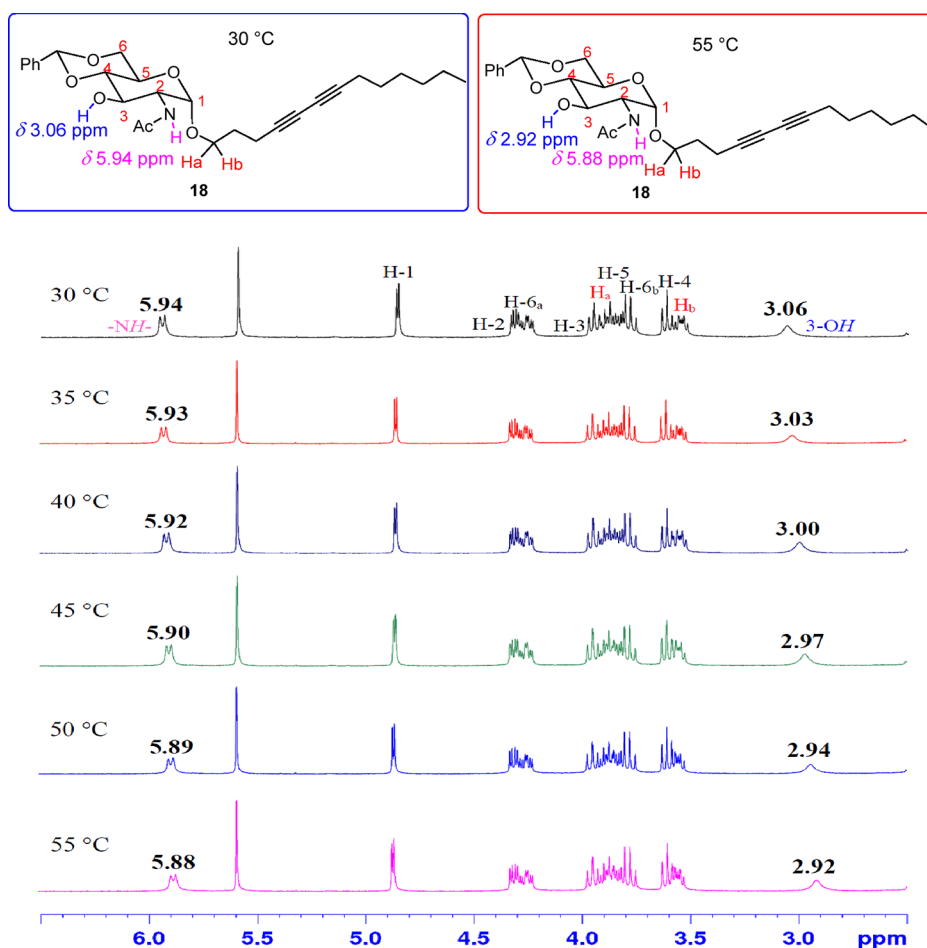 30 °C
Ph
O
O
O
6
4
5
2
1
3
H
O
Ac
N
H
O
Ha Hb
δ 3.06 ppm
δ 5.94 ppm
18
55 °C
Ph
O
O
O
6
4
5
2
1
3
H
O
Ac
N
H
O
Ha Hb
δ 2.92 ppm
δ 5.88 ppm
18
30 °C
-NH-
5.94
H-1
H-2
H-6a
H-3
Ha
H-5
H-6b
H-4
Hb
3.06
3-OH
35 °C
5.93
3.03
40 °C
5.92
3.00
45 °C
5.90
2.97
50 °C
5.89
2.94
55 °C
5.88
2.92
6.0 5.5 5.0 4.5 4.0 3.5 3.0 ppm